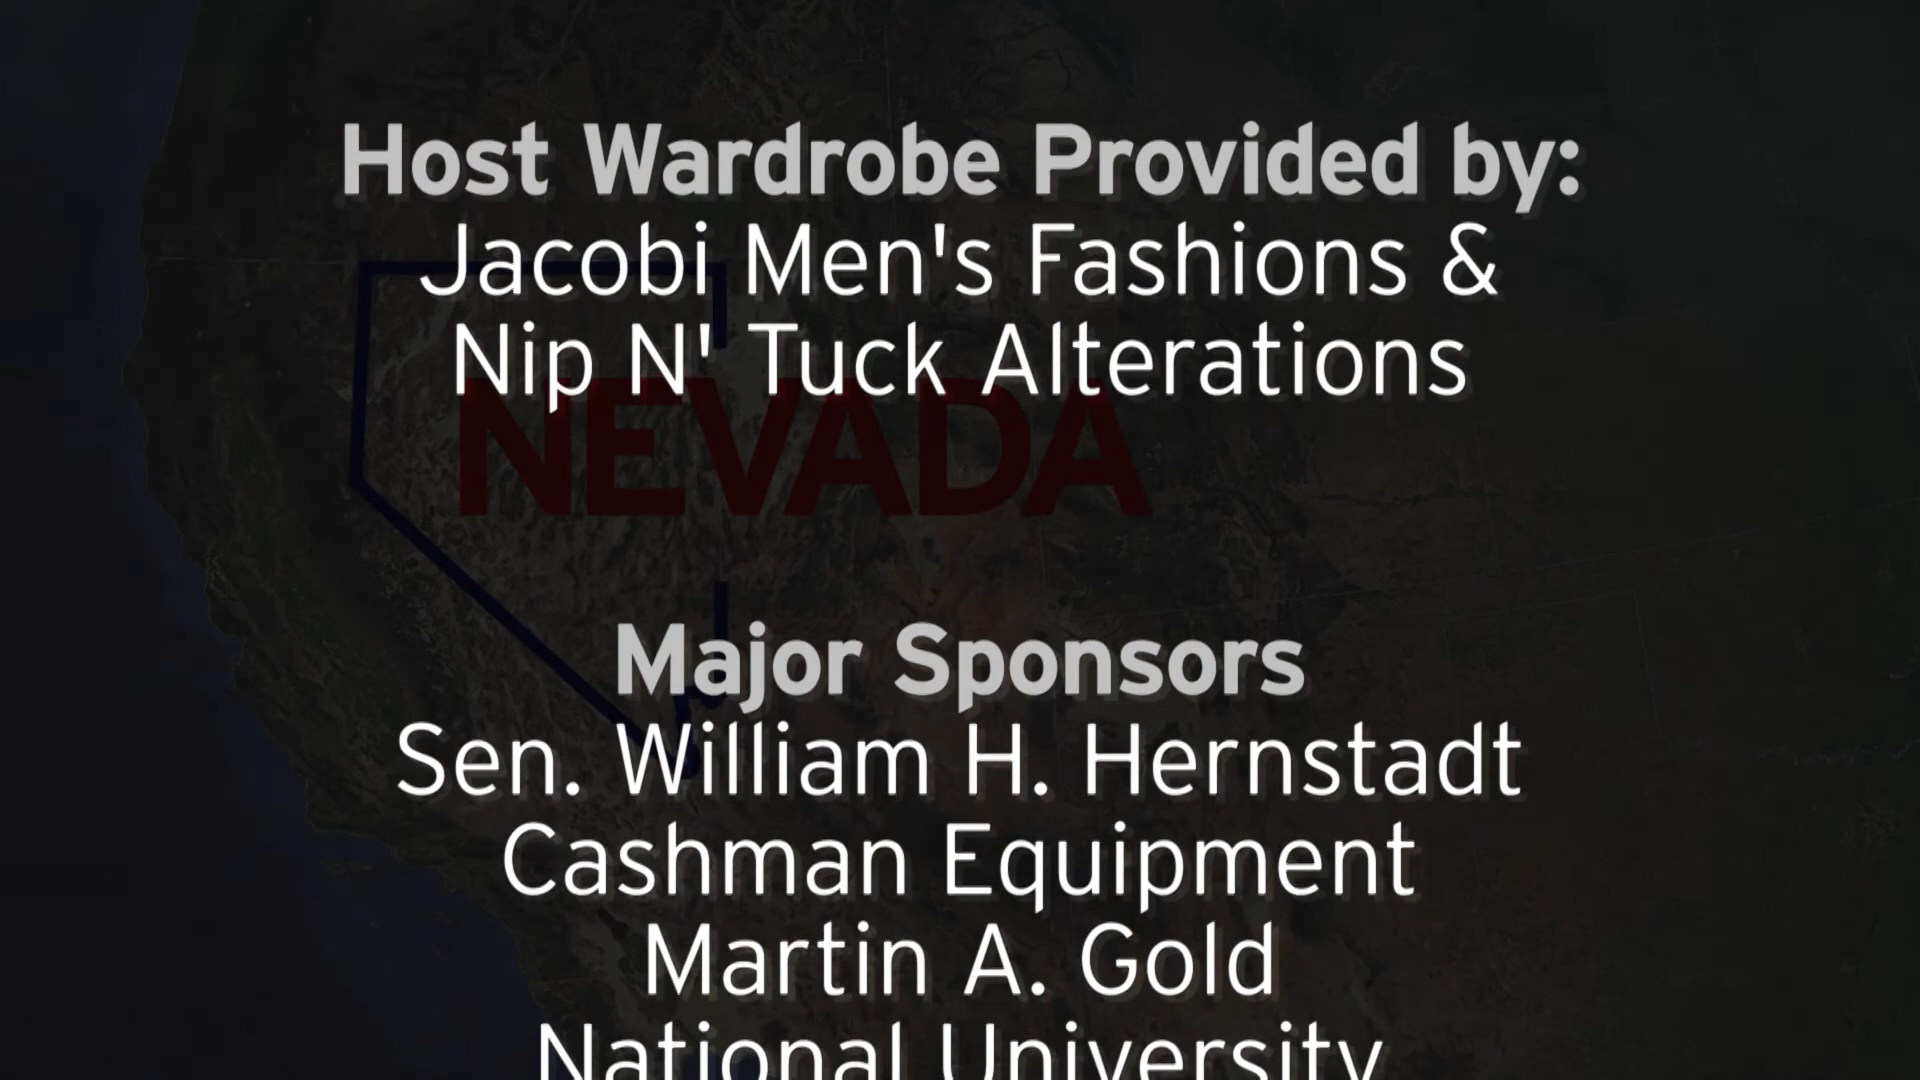 Host Wardrobe Provided by:
Jacobi Men's Fashions &
Nip N' Tuck Alterations
NEVADA
Major Sponsors
Sen. William H. Hernstadt
Cashman Equipment
Martin A. Gold
National University